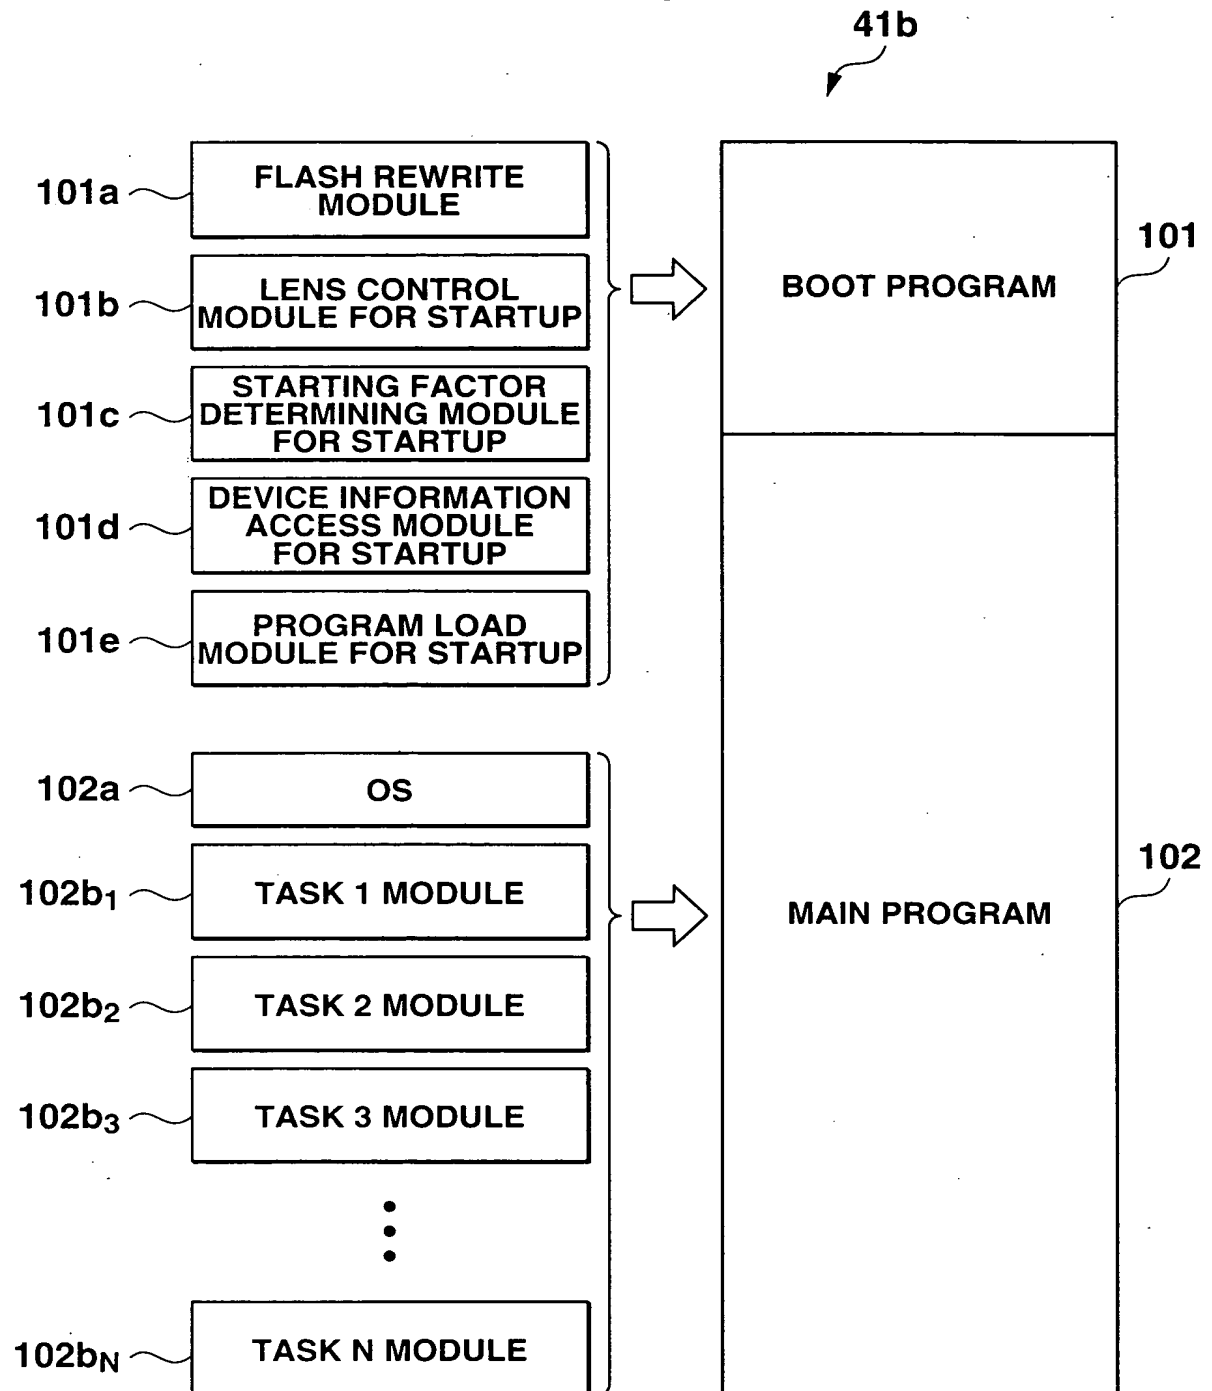 41b
101a
FLASH REWRITE
MODULE
101b
LENS CONTROL
MODULE FOR STARTUP
101c
STARTING FACTOR
DETERMINING MODULE
FOR STARTUP
101d
DEVICE INFORMATION
ACCESS MODULE
FOR STARTUP
101e
PROGRAM LOAD
MODULE FOR STARTUP
BOOT PROGRAM
101
102a
OS
102b1
TASK 1 MODULE
102b2
TASK 2 MODULE
102b3
TASK 3 MODULE
102bN
TASK N MODULE
MAIN PROGRAM
102